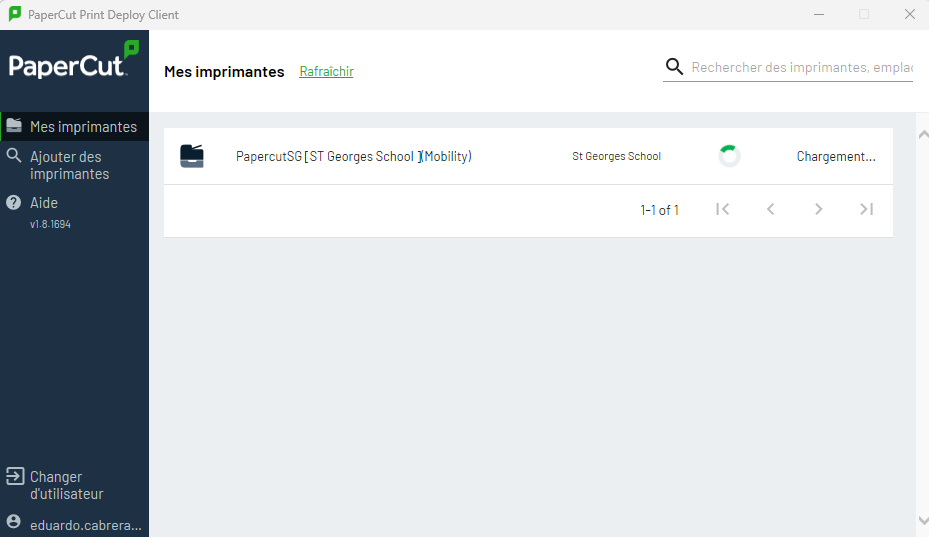 PaperCut Print Deploy Client
PaperCut
Mes imprimantes
Ajouter des
imprimantes
Aide
v1.8.1694
Changer
d'utilisateur
eduardo.cabrera...
Mes imprimantes Rafraîchir
Rechercher des imprimantes, emplac
PapercutSG [ST Georges School ](Mobility) St Georges School Chargement...
1-1 of 1